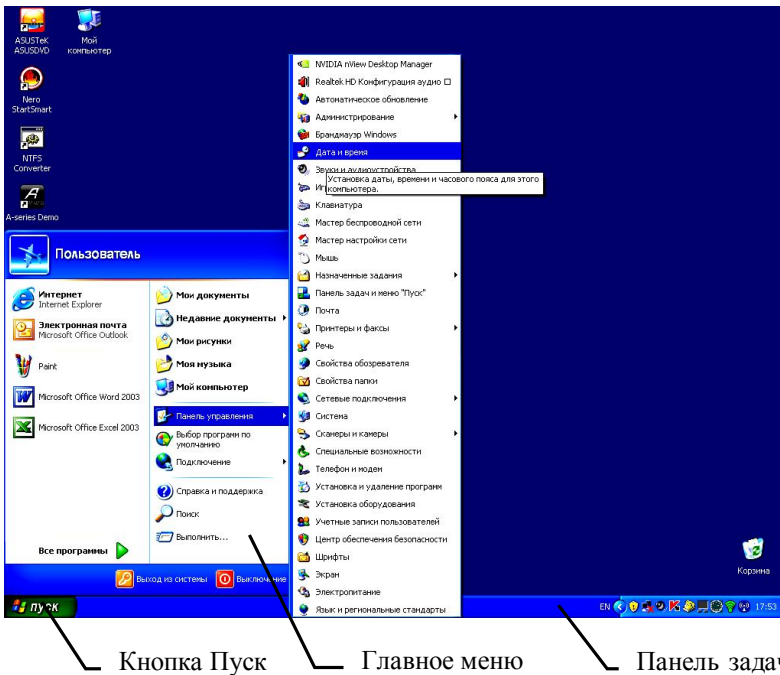 ASUSTeK
ASUSDVD
Мой
компьютер
Nero
StartSmart
NTFS
Converter
A-series Demo
Пользователь
Интернет
Internet Explorer
Электронная почта
Microsoft Office Outlook
Paint
Microsoft Office Word 2003
Microsoft Office Excel 2003
Все программы
Мои документы
Недавние документы
Мои рисунки
Моя музыка
Мой компьютер
Панель управления
Выбор программ по
умолчанию
Подключение
Справка и поддержка
Поиск
Выполнить...
Выход из системы
Выключение
NVIDIA nView Desktop Manager
Realtek HD Конфигурация аудио
Автоматическое обновление
Администрирование
Брандмауэр Windows
Дата и время
Звуки и аудиоустройства
Установка даты, времени и часового пояса для этого
компьютера.
Клавиатура
Мастер беспроводной сети
Мастер настройки сети
Мышь
Назначенные задания
Панель задач и меню "Пуск"
Почта
Принтеры и факсы
Речь
Свойства обозревателя
Свойства папки
Сетевые подключения
Система
Сканеры и камеры
Специальные возможности
Телефон и модем
Установка и удаление программ
Установка оборудования
Учетные записи пользователей
Центр обеспечения безопасности
Шрифты
Экран
Электропитание
Язык и региональные стандарты
Корзина
пуск
EN
17:53
Кнопка Пуск
Главное меню
Панель задач